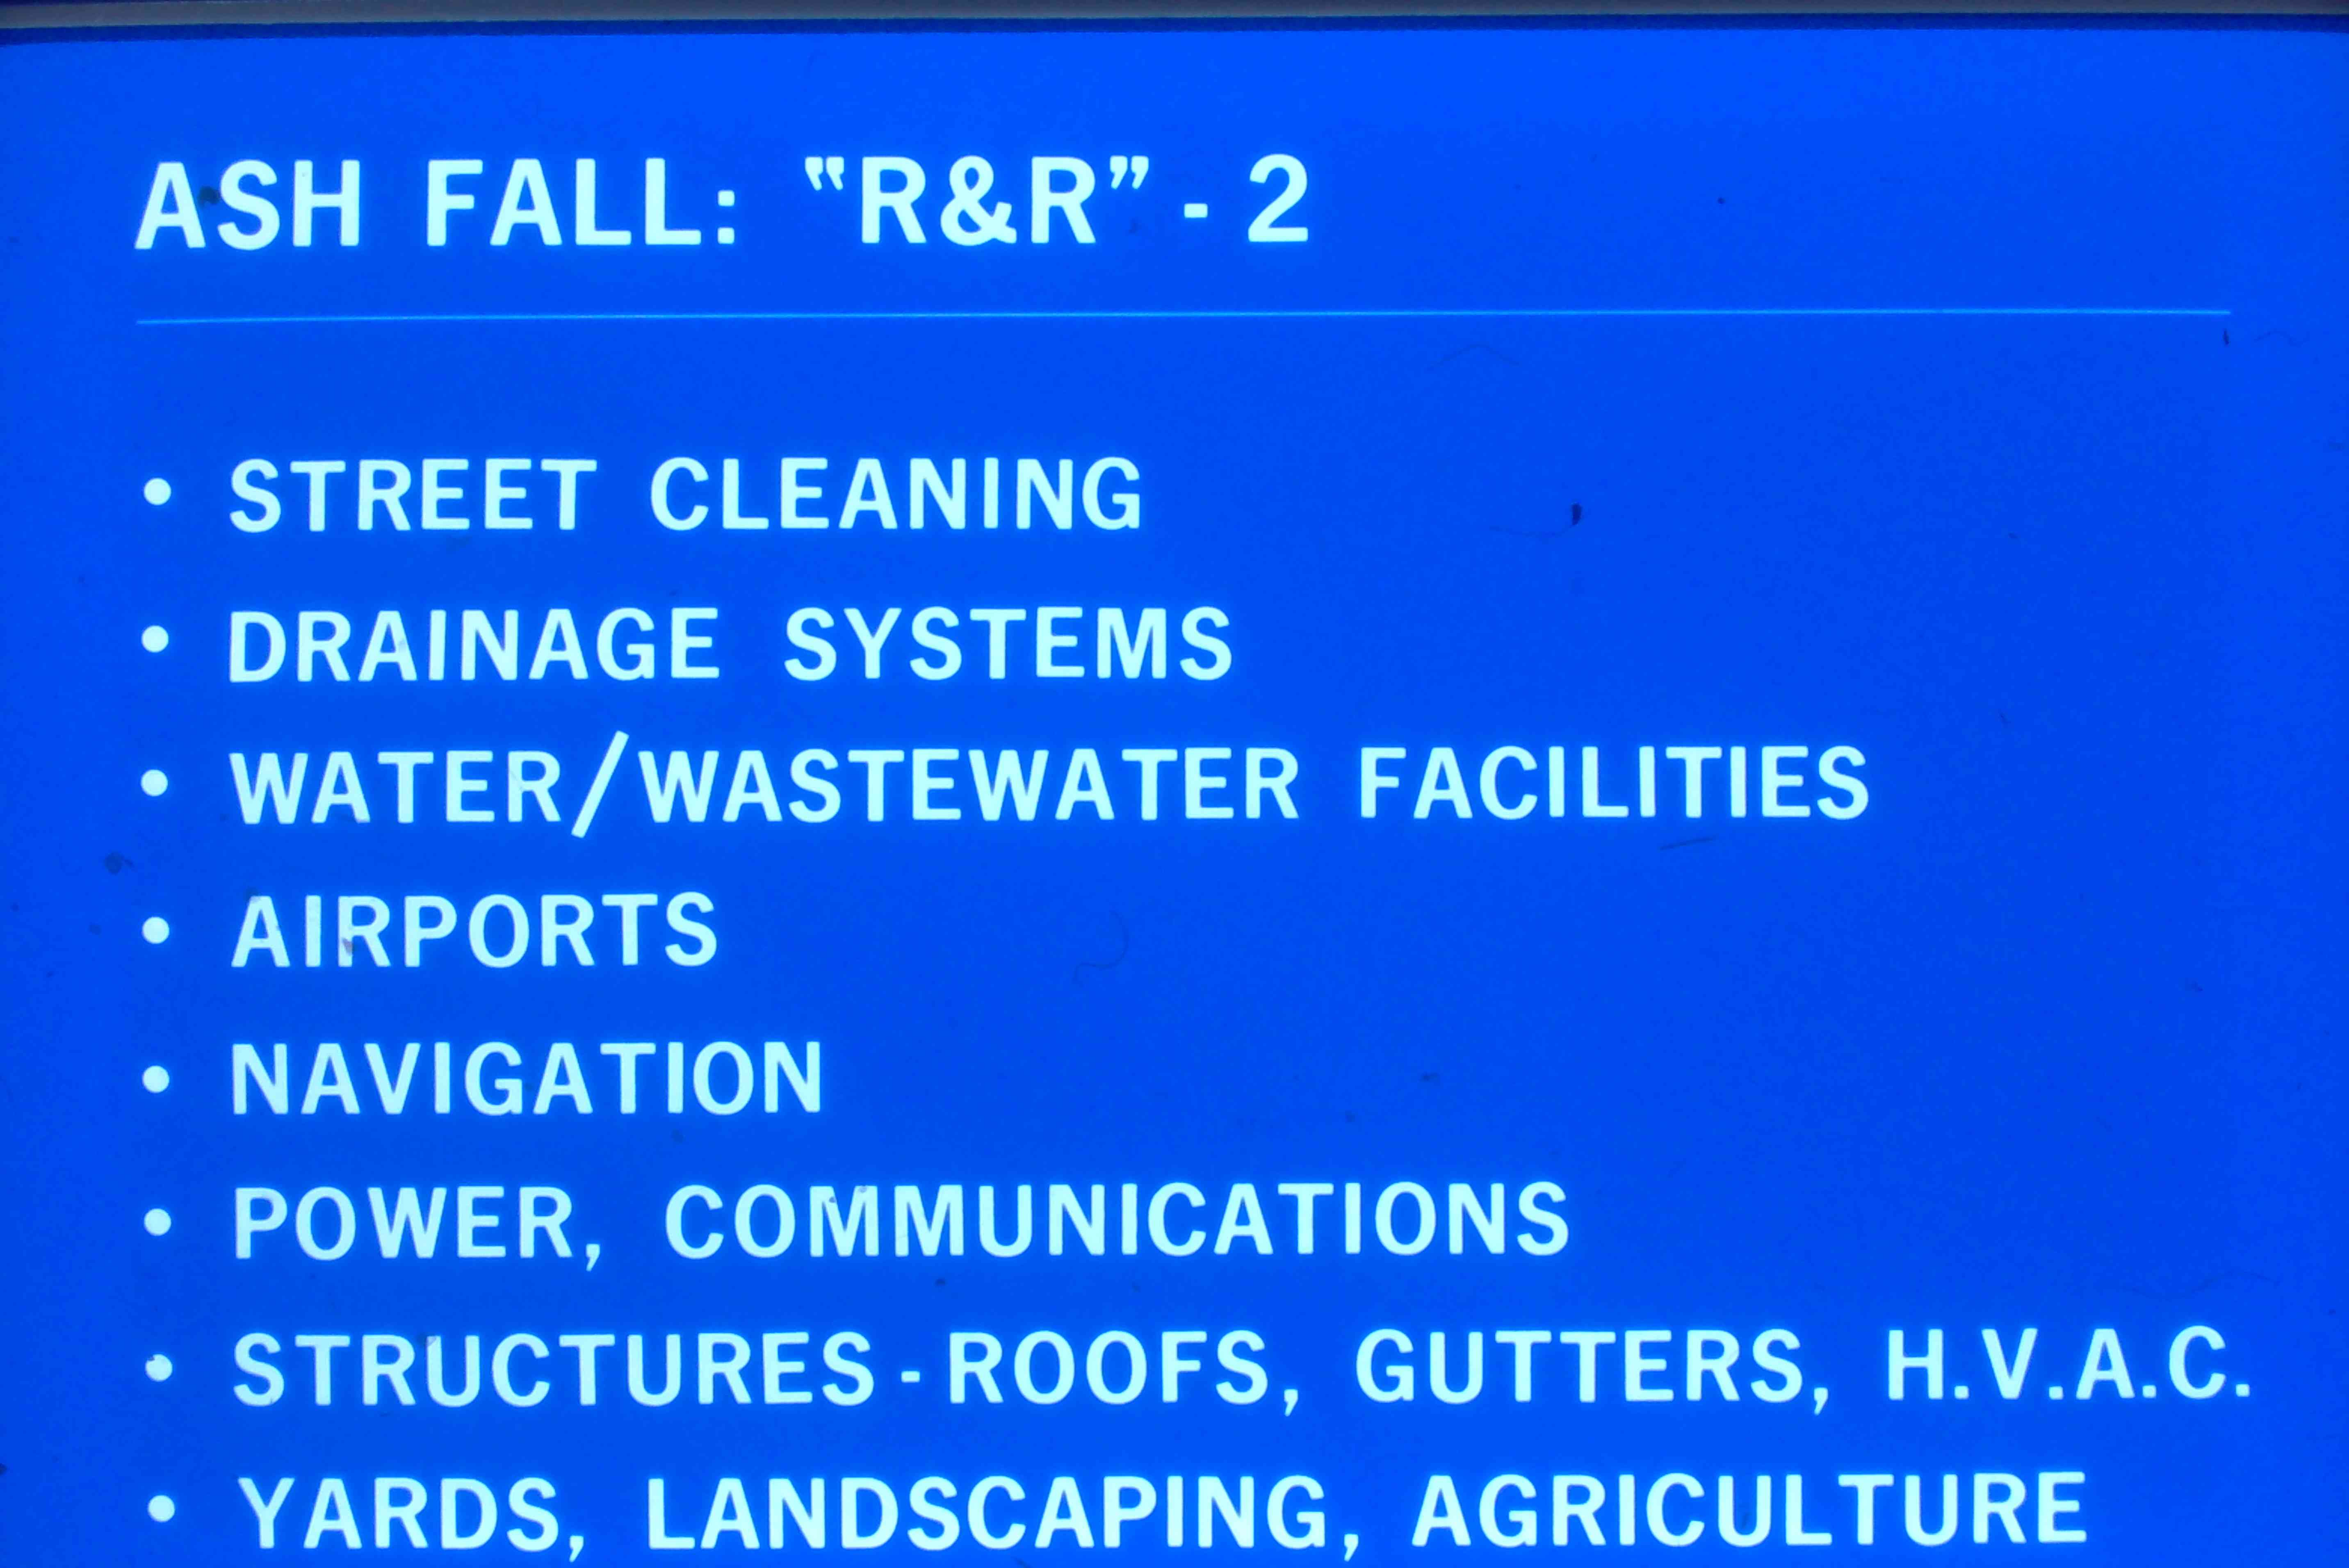 ASH FALL: "R&R" - 2
• STREET CLEANING
• DRAINAGE SYSTEMS
• WATER/WASTEWATER FACILITIES
• AIRPORTS
• NAVIGATION
• POWER, COMMUNICATIONS
• STRUCTURES - ROOFS, GUTTERS, H.V.A.C.
• YARDS, LANDSCAPING, AGRICULTURE